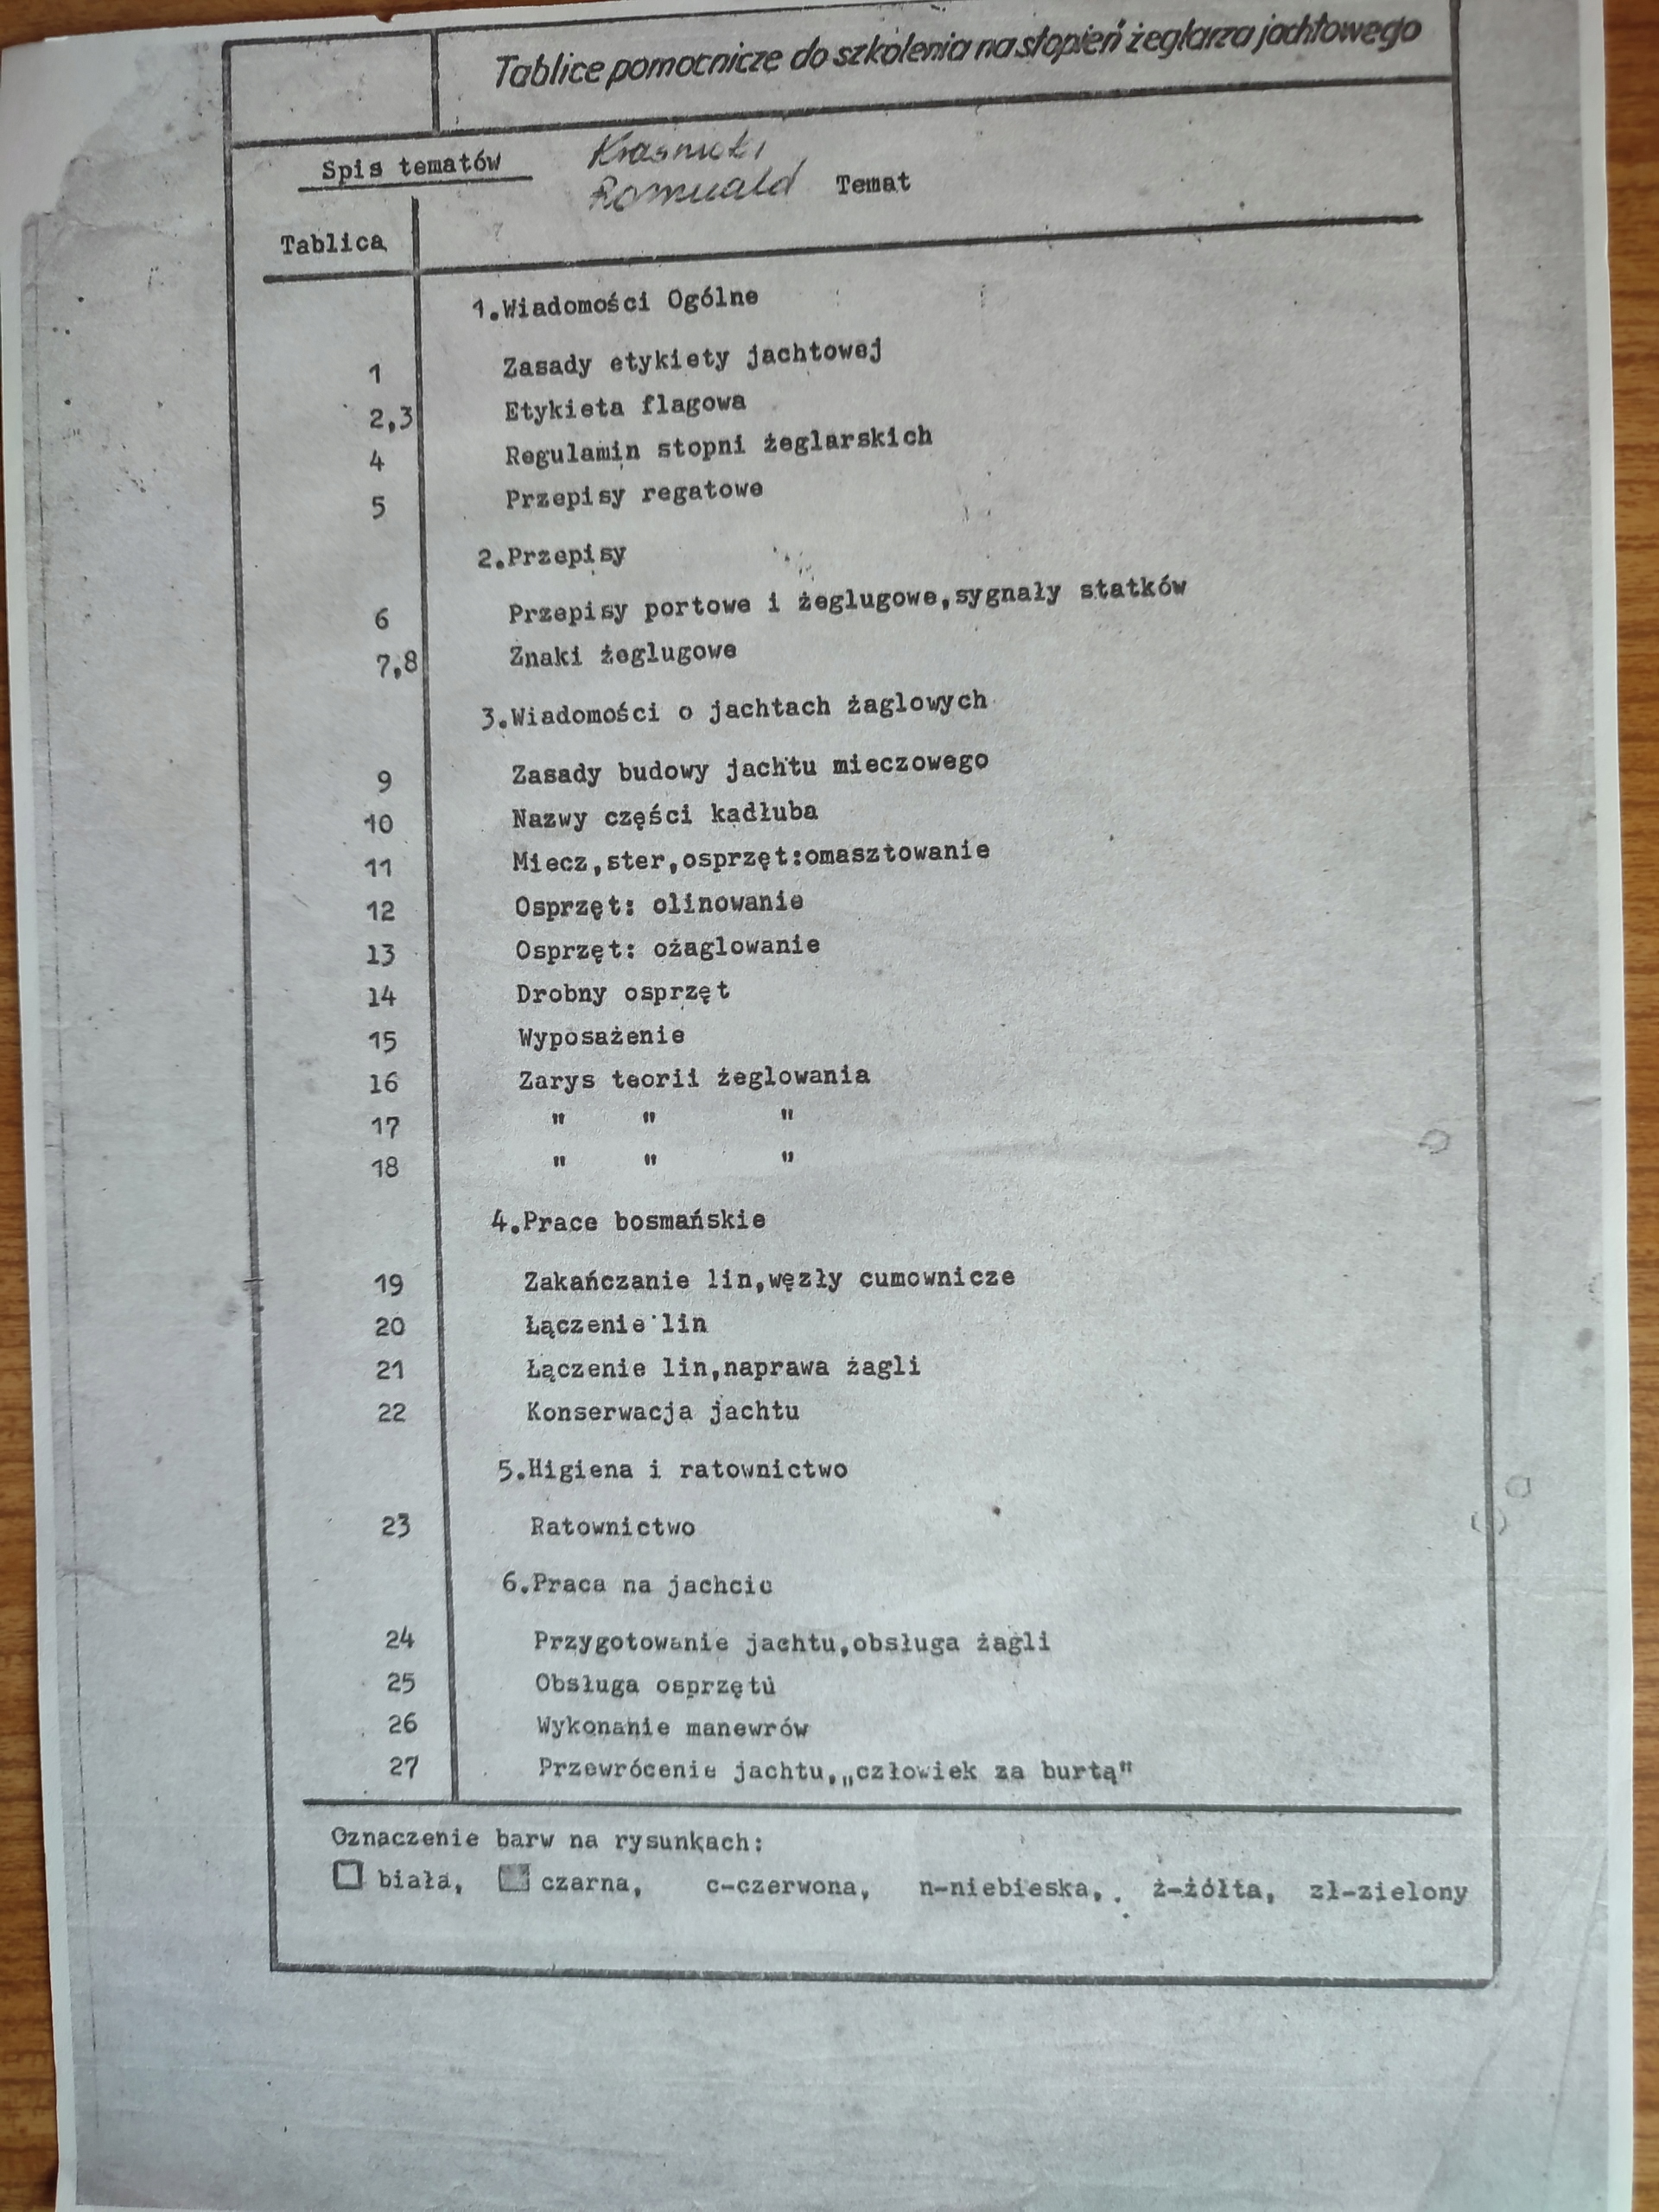 Tablice pomocnicze do szkolenia na stopień żeglarza jachtowego
Spis tematów
Romuald Temat
Tablica
1.Wiadomości Ogólne
1 Zasady etykiety jachtowej
2,3 Etykieta flagowa
4 Regulamin stopni żeglarskich
5 Przepisy regatowe
2.Przepisy
6 Przepisy portowe i żeglugowe,sygnały statków
7,8 Znaki żeglugowe
3.Wiadomości o jachtach żaglowych
9 Zasady budowy jachtu mieczowego
10 Nazwy części kadłuba
11 Miecz,ster,osprzęt:omasztowanie
12 Osprzęt: olinowanie
13 Osprzęt: ożaglowanie
14 Drobny osprzęt
15 Wyposażenie
16 Zarys teorii żeglowania
17 " " "
18 " " "
4.Prace bosmańskie
19 Zakańczanie lin,węzły cumownicze
20 Łączenie lin
21 Łączenie lin,naprawa żagli
22 Konserwacja jachtu
5.Higiena i ratownictwo
23 Ratownictwo
6.Praca na jachcie
24 Przygotowanie jachtu,obsługa żagli
25 Obsługa osprzętu
26 Wykonanie manewrów
27 Przewrócenie jachtu,„człowiek za burtą"
Oznaczenie barw na rysunkach:
biała, czarna, c-czerwona, n-niebieska, ż-żółta, zł-zielony